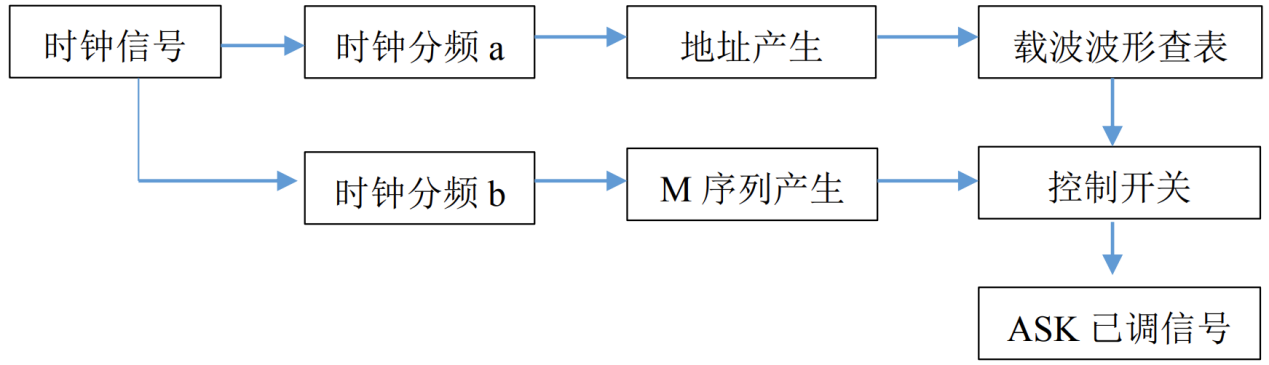 时钟信号
时钟分频 a
地址产生
载波波形查表
时钟分频 b
M 序列产生
控制开关
ASK 已调信号